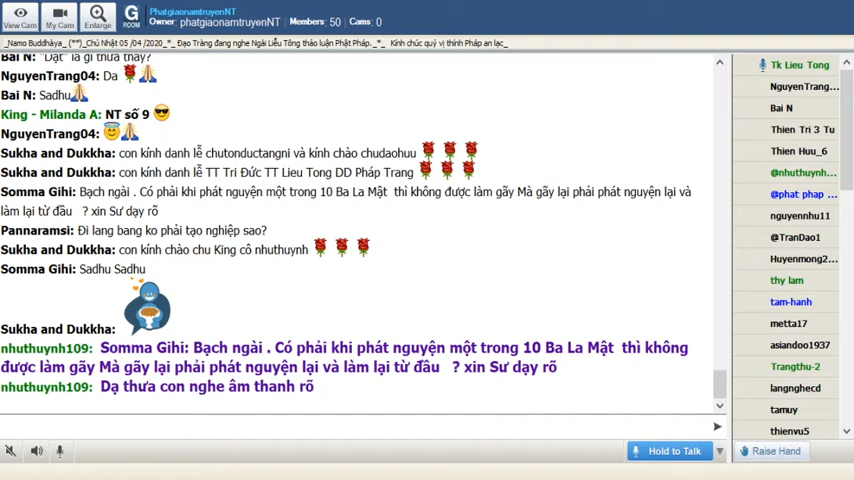 View Cam
My Cam
Enlarge
G
ROOM
PhatgiaonamtruyenNT
Owner: phatgiaonamtruyenNT Members: 50 Cams: 0
_Namo Buddhàya_ (**)_Chủ Nhật 05 /04 /2020_*_ Đạo Tràng đang nghe Ngài Liễu Tông thảo luận Phật Pháp._*_ Kính chúc quý vị thính Pháp an lạc_
Bai N: "Dật" là gì thưa thầy?
NguyenTrang04: Da
Bai N: Sadhu
King - Milanda A: NT số 9
NguyenTrang04:
Sukha and Dukkha: con kính danh lễ chutonductangni và kính chào chudaohuu
Sukha and Dukkha: con kính danh lễ TT Tri Đức TT Lieu Tong DD Pháp Trang
Somma Gihi: Bạch ngài . Có phải khi phát nguyện một trong 10 Ba La Mật thì không được làm gãy Mà gãy lại phải phát nguyện lại và
làm lại từ đầu ? xin Sư dạy rõ
Pannaramsi: Đi lang bang ko phải tạo nghiệp sao?
Sukha and Dukkha: con kính chào chu King cô nhuthuynh
Somma Gihi: Sadhu Sadhu
Sukha and Dukkha:
nhuthuynh109: Somma Gihi: Bạch ngài . Có phải khi phát nguyện một trong 10 Ba La Mật thì không
được làm gãy Mà gãy lại phải phát nguyện lại và làm lại từ đầu ? xin Sư dạy rõ
nhuthuynh109: Dạ thưa con nghe âm thanh rõ
Hold to Talk
Tk Lieu Tong
NguyenTrang...
Bai N
Thien Tri 3 Tu
Thien Huu_6
@nhuthuynh...
@phat phap ...
nguyennhu11
@TranDao1
Huyenmong2...
thy lam
tam-hanh
metta17
asiandoo1937
Trangthu-2
langnghecd
tamuy
thienvu5
Raise Hand